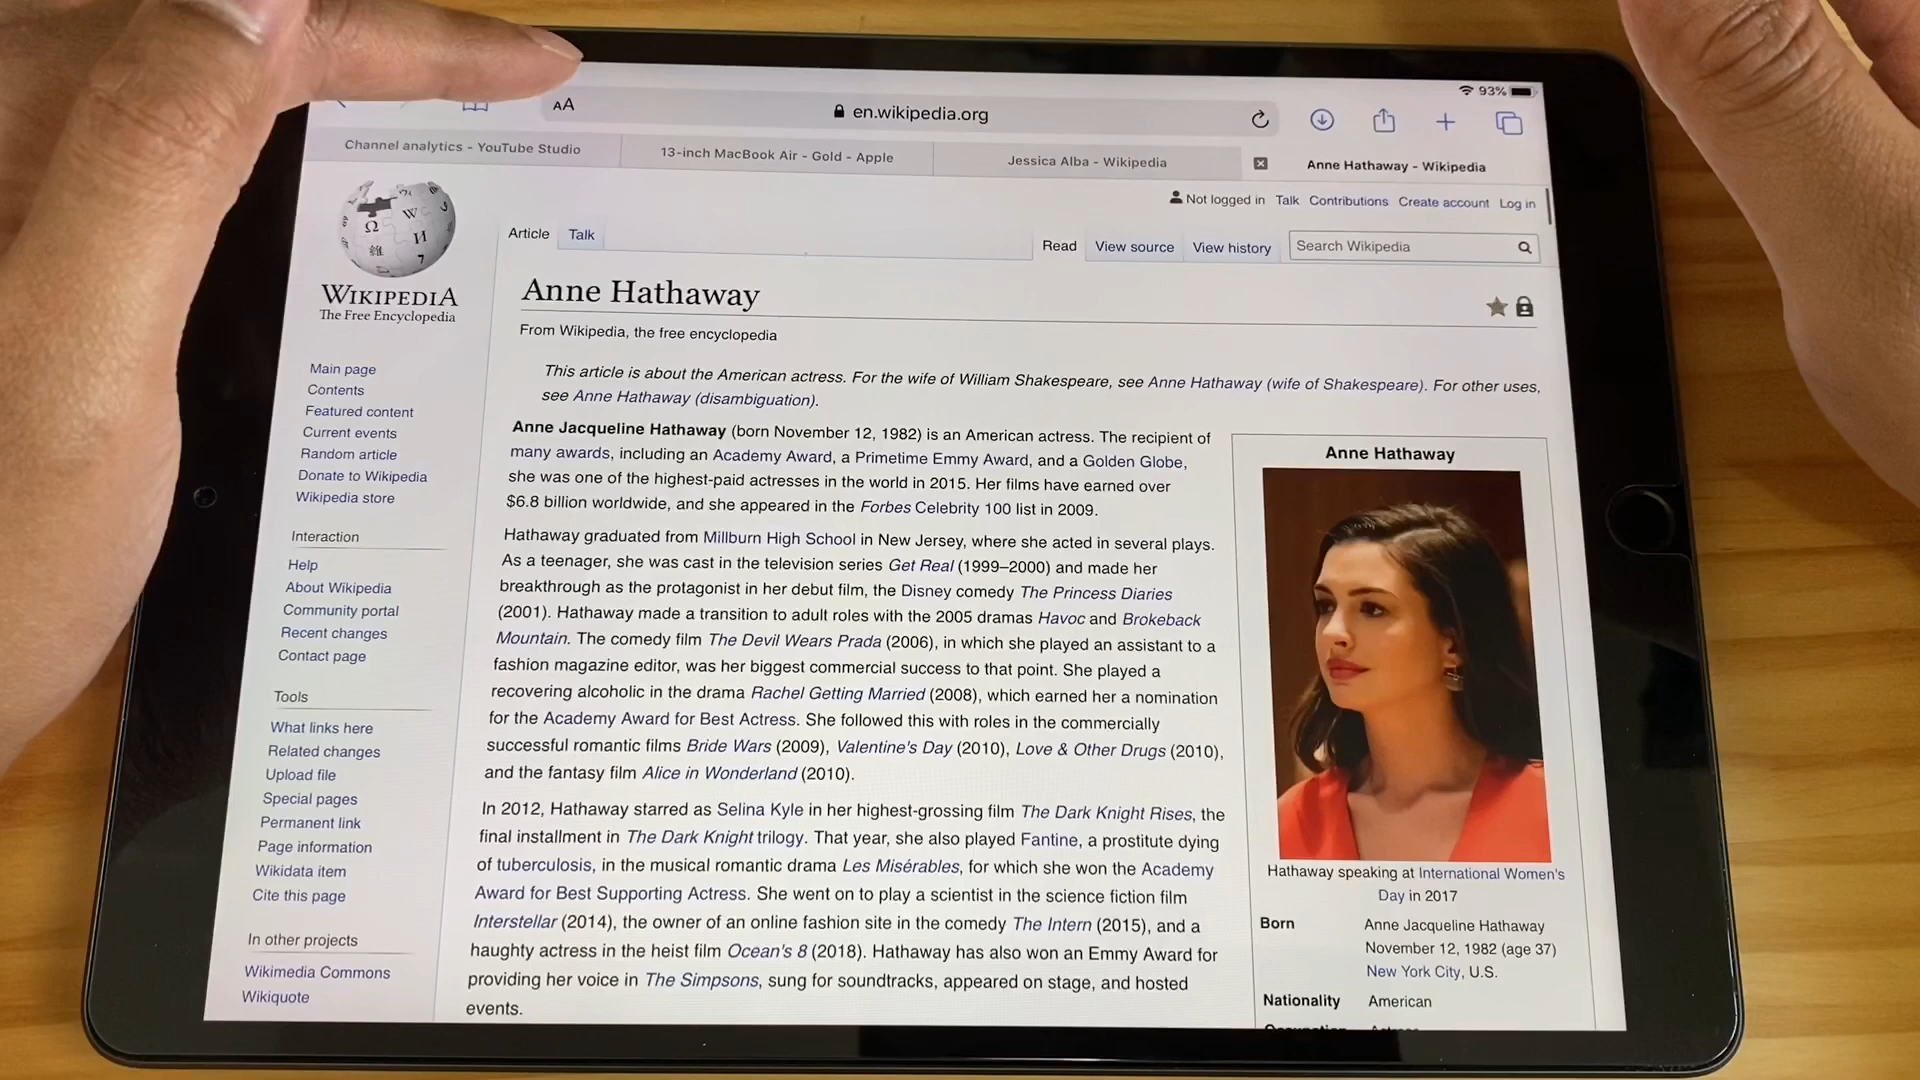 93%
AA
en.wikipedia.org
Channel analytics - YouTube Studio
13-inch MacBook Air - Gold - Apple
Jessica Alba - Wikipedia
Anne Hathaway - Wikipedia
Not logged in Talk Contributions Create account Log in
Article Talk
Read View source View history Search Wikipedia
WIKIPEDIA
The Free Encyclopedia
Main page
Contents
Featured content
Current events
Random article
Donate to Wikipedia
Wikipedia store
Interaction
Help
About Wikipedia
Community portal
Recent changes
Contact page
Tools
What links here
Related changes
Upload file
Special pages
Permanent link
Page information
Wikidata item
Cite this page
In other projects
Wikimedia Commons
Wikiquote
Anne Hathaway
From Wikipedia, the free encyclopedia
This article is about the American actress. For the wife of William Shakespeare, see Anne Hathaway (wife of Shakespeare). For other uses,
see Anne Hathaway (disambiguation).
Anne Jacqueline Hathaway (born November 12, 1982) is an American actress. The recipient of
many awards, including an Academy Award, a Primetime Emmy Award, and a Golden Globe,
she was one of the highest-paid actresses in the world in 2015. Her films have earned over
$6.8 billion worldwide, and she appeared in the Forbes Celebrity 100 list in 2009.
Hathaway graduated from Millburn High School in New Jersey, where she acted in several plays.
As a teenager, she was cast in the television series Get Real (1999–2000) and made her
breakthrough as the protagonist in her debut film, the Disney comedy The Princess Diaries
(2001). Hathaway made a transition to adult roles with the 2005 dramas Havoc and Brokeback
Mountain. The comedy film The Devil Wears Prada (2006), in which she played an assistant to a
fashion magazine editor, was her biggest commercial success to that point. She played a
recovering alcoholic in the drama Rachel Getting Married (2008), which earned her a nomination
for the Academy Award for Best Actress. She followed this with roles in the commercially
successful romantic films Bride Wars (2009), Valentine's Day (2010), Love & Other Drugs (2010),
and the fantasy film Alice in Wonderland (2010).
In 2012, Hathaway starred as Selina Kyle in her highest-grossing film The Dark Knight Rises, the
final installment in The Dark Knight trilogy. That year, she also played Fantine, a prostitute dying
of tuberculosis, in the musical romantic drama Les Misérables, for which she won the Academy
Award for Best Supporting Actress. She went on to play a scientist in the science fiction film
Interstellar (2014), the owner of an online fashion site in the comedy The Intern (2015), and a
haughty actress in the heist film Ocean's 8 (2018). Hathaway has also won an Emmy Award for
providing her voice in The Simpsons, sung for soundtracks, appeared on stage, and hosted
events.
Anne Hathaway
Hathaway speaking at International Women's
Day in 2017
Born Anne Jacqueline Hathaway
November 12, 1982 (age 37)
New York City, U.S.
Nationality American